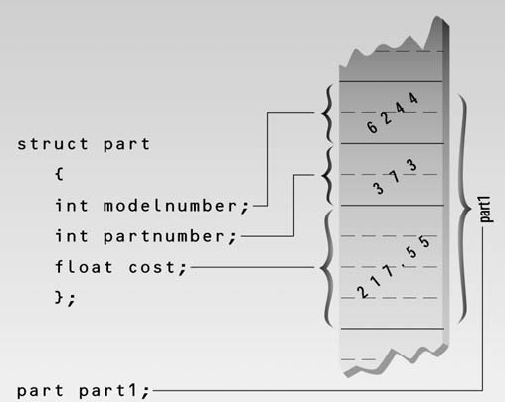 struct part
{
int modelnumber;
int partnumber;
float cost;
};
part part1;
6244
373
217.55
part1